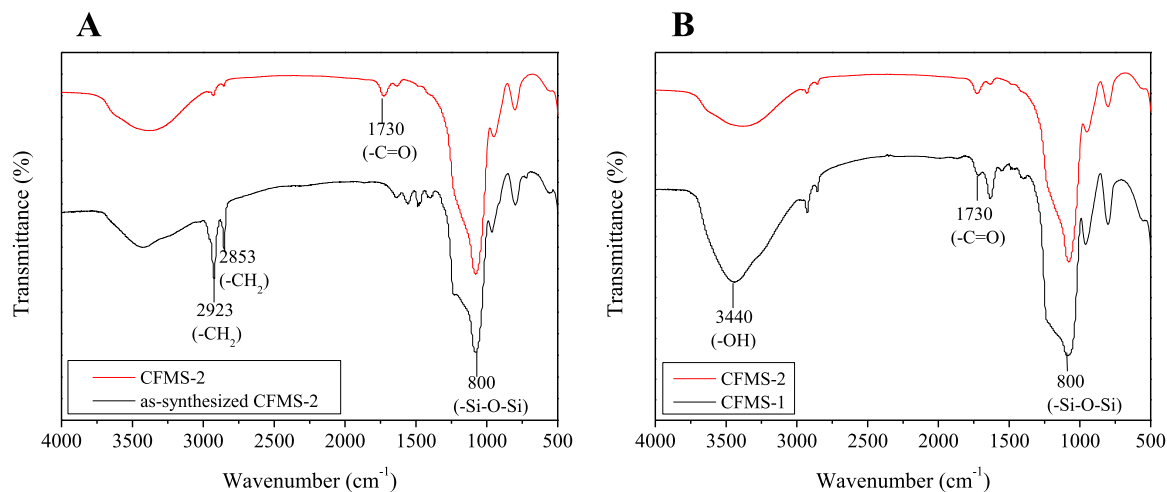 A
Transmittance (%)
1730
(-C=O)
2853
(-CH2)
2923
(-CH2)
800
(-Si-O-Si)
CFMS-2
as-synthesized CFMS-2
4000 3500 3000 2500 2000 1500 1000 500
Wavenumber (cm-1)
B
Transmittance (%)
1730
(-C=O)
3440
(-OH)
800
(-Si-O-Si)
CFMS-2
CFMS-1
4000 3500 3000 2500 2000 1500 1000 500
Wavenumber (cm-1)